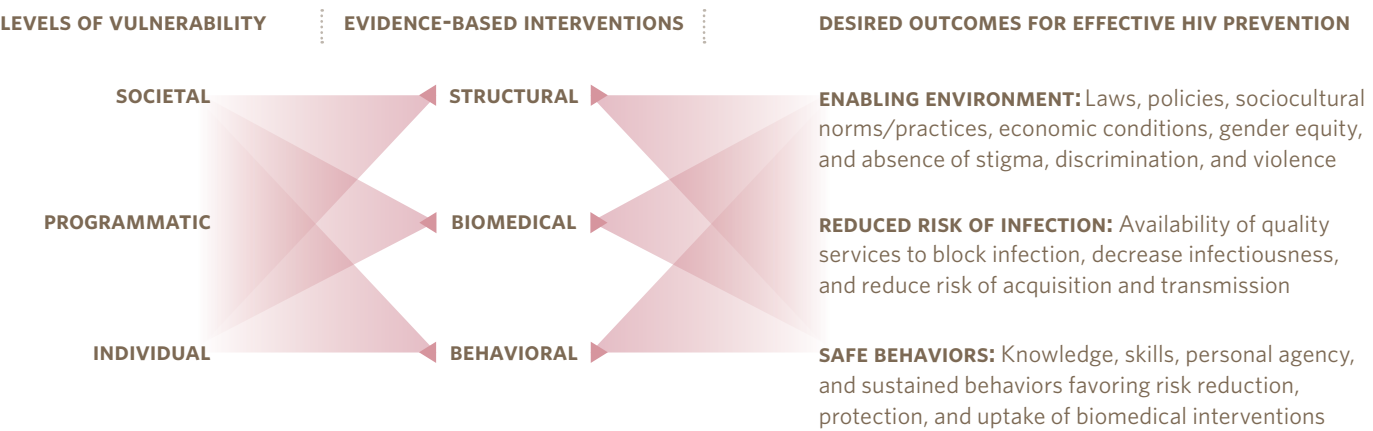 LEVELS OF VULNERABILITY
EVIDENCE-BASED INTERVENTIONS
DESIRED OUTCOMES FOR EFFECTIVE HIV PREVENTION
SOCIETAL
PROGRAMMATIC
INDIVIDUAL
STRUCTURAL
BIOMEDICAL
BEHAVIORAL
ENABLING ENVIRONMENT: Laws, policies, sociocultural
norms/practices, economic conditions, gender equity,
and absence of stigma, discrimination, and violence
REDUCED RISK OF INFECTION: Availability of quality
services to block infection, decrease infectiousness,
and reduce risk of acquisition and transmission
SAFE BEHAVIORS: Knowledge, skills, personal agency,
and sustained behaviors favoring risk reduction,
protection, and uptake of biomedical interventions